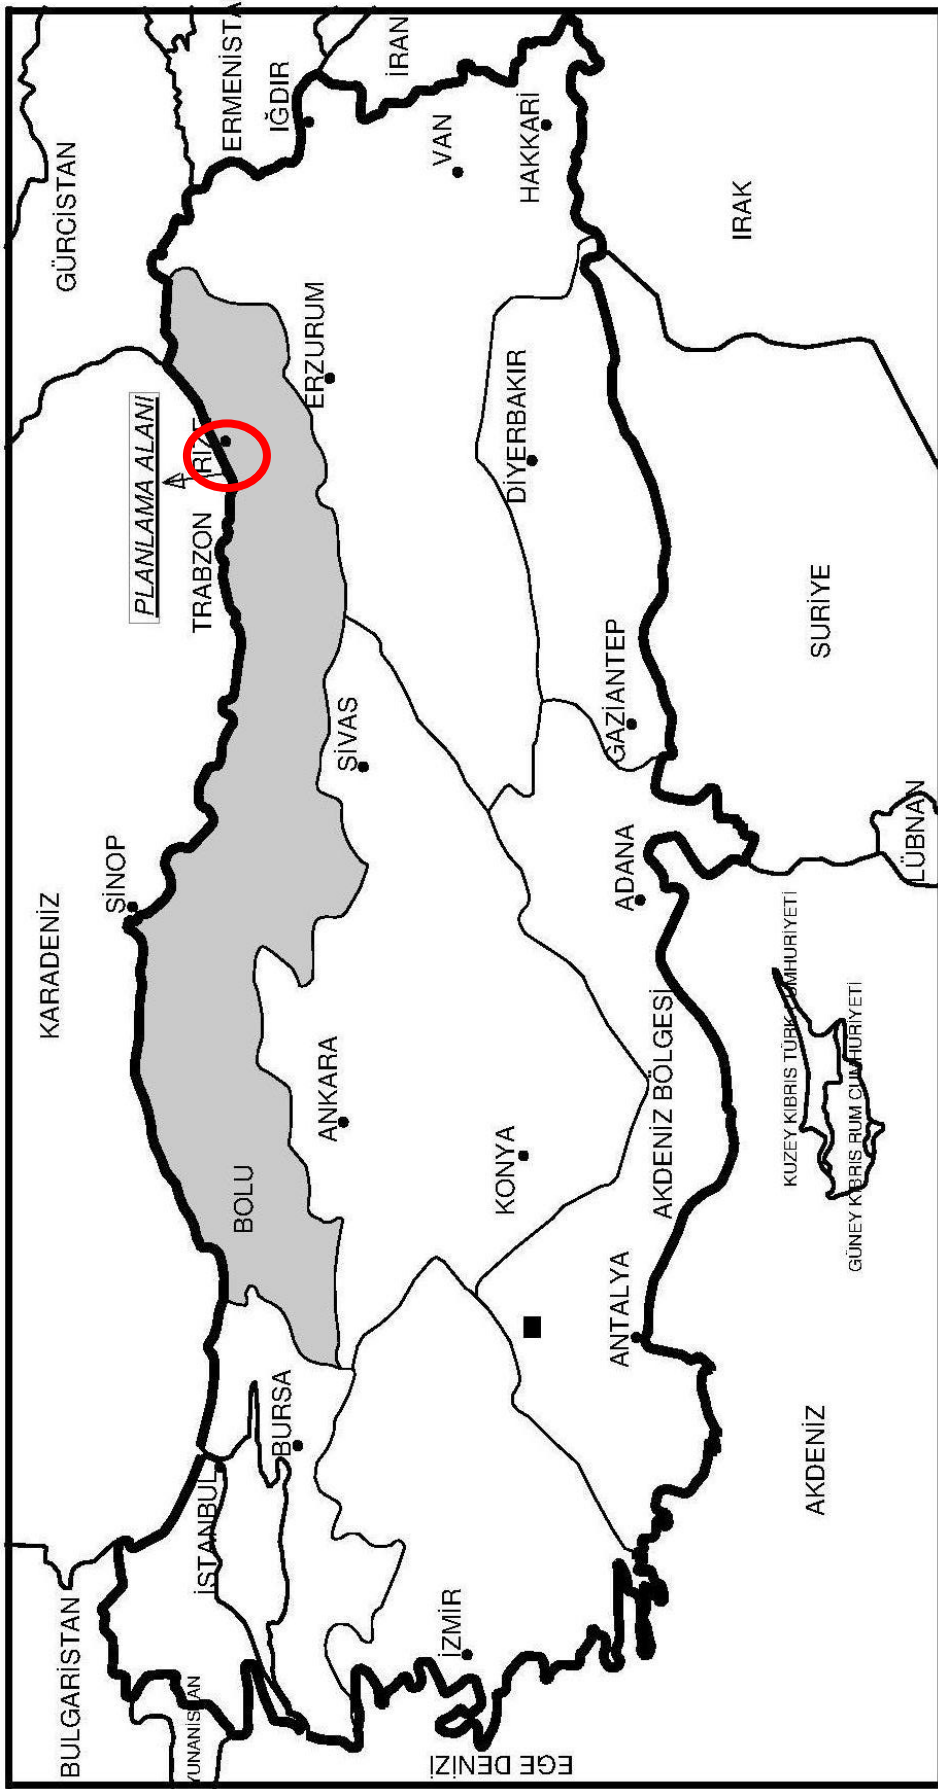 BULGARİSTAN
KARADENİZ
GÜRCİSTAN
YUNANİSTAN
İSTANBUL
SİNOP
TRABZON
PLANLAMA ALANI
RİZE
ERMENİSTA
IĞDIR
İRAN
BURSA
BOLU
ANKARA
SİVAS
ERZURUM
VAN
HAKKARİ
İZMİR
KONYA
DİYERBAKIR
EGE DENİZİ
ANTALYA
AKDENİZ BÖLGESİ
ADANA
GAZİANTEP
IRAK
SURİYE
AKDENİZ
KUZEY KIBRIS TÜRK CUMHURİYETİ
GÜNEY KIBRIS RUM CUMHURİYETİ
LÜBNAN